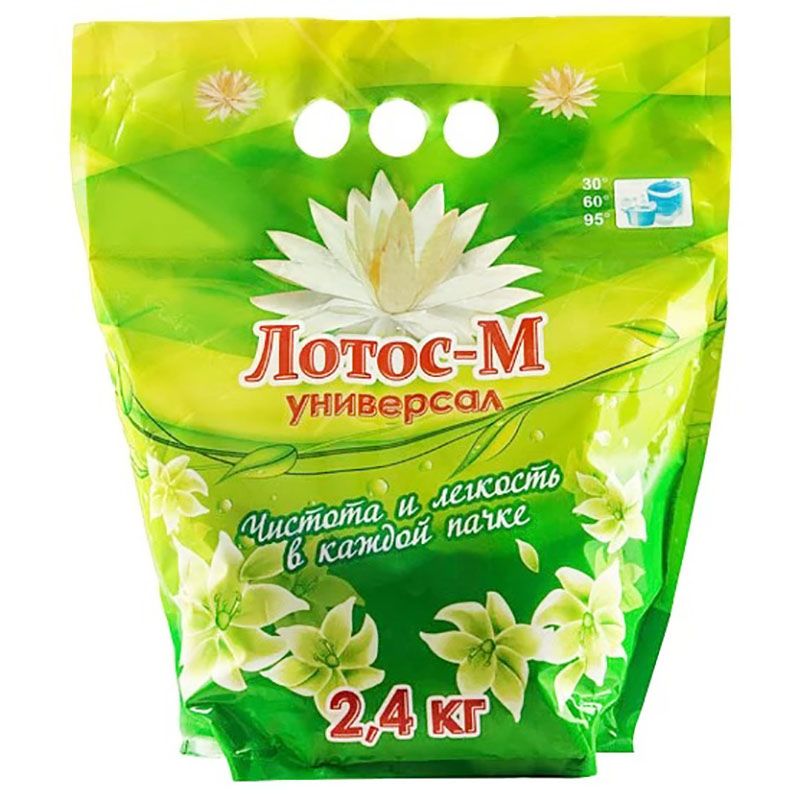 30°
60°
95°
Лотос-М
универсал
Чистота и легкость
в каждой пачке
2,4 кг